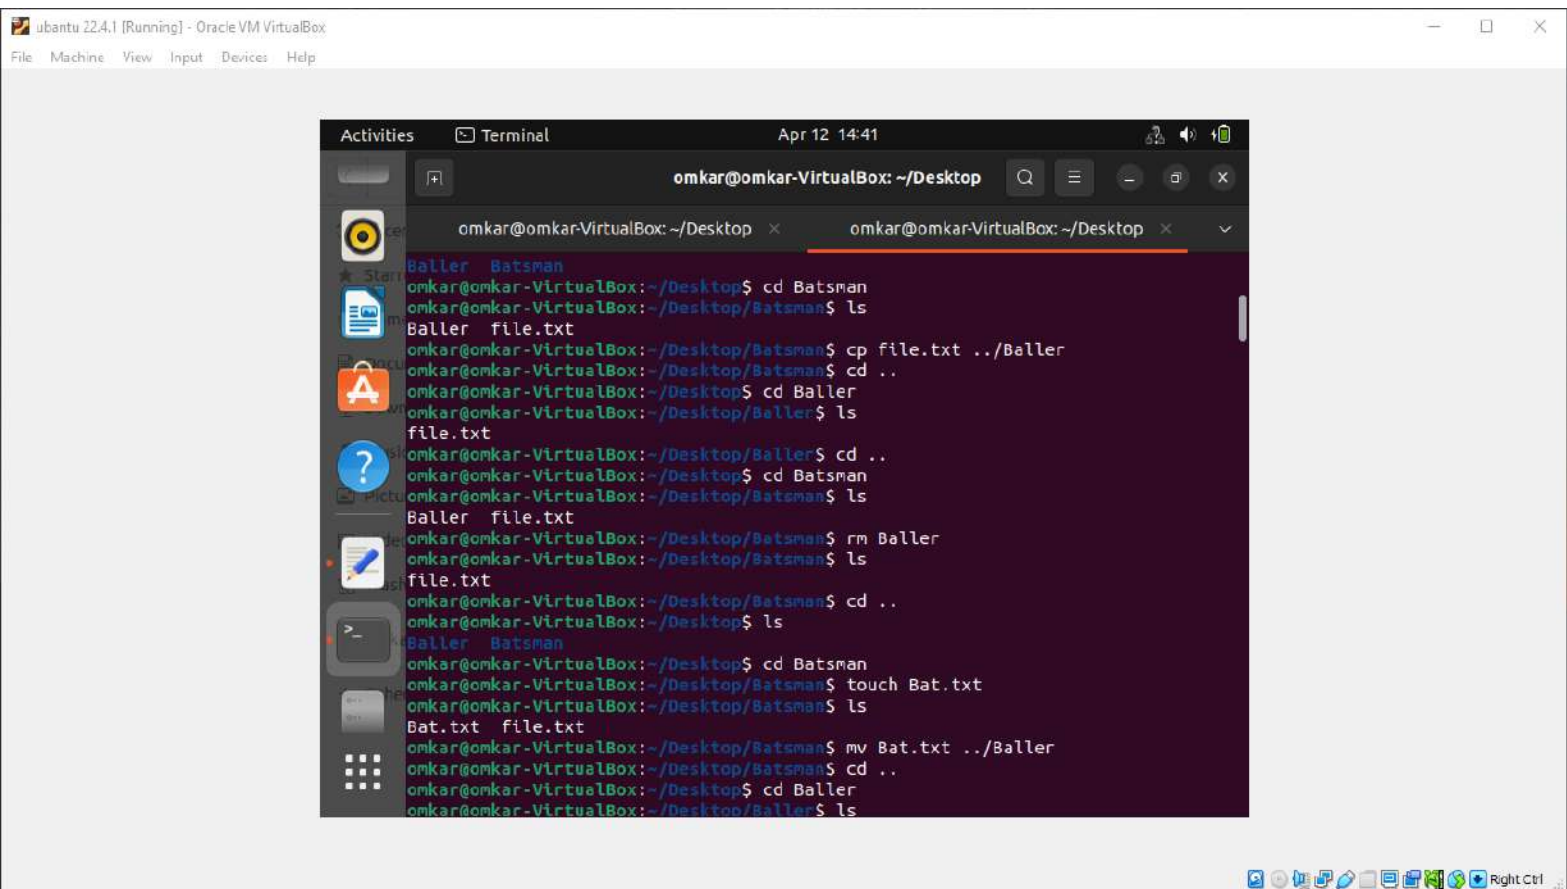 ubantu 22.4.1 [Running] - Oracle VM VirtualBox
File Machine View Input Devices Help
Activities Terminal Apr 12 14:41
omkar@omkar-VirtualBox: ~/Desktop
omkar@omkar-VirtualBox: ~/Desktop omkar@omkar-VirtualBox: ~/Desktop
Baller Batsman
omkar@omkar-VirtualBox:~/Desktop$ cd Batsman
omkar@omkar-VirtualBox:~/Desktop/Batsman$ ls
Baller file.txt
omkar@omkar-VirtualBox:~/Desktop/Batsman$ cp file.txt ../Baller
omkar@omkar-VirtualBox:~/Desktop/Batsman$ cd ..
omkar@omkar-VirtualBox:~/Desktop$ cd Baller
omkar@omkar-VirtualBox:~/Desktop/Baller$ ls
file.txt
omkar@omkar-VirtualBox:~/Desktop/Baller$ cd ..
omkar@omkar-VirtualBox:~/Desktop$ cd Batsman
omkar@omkar-VirtualBox:~/Desktop/Batsman$ ls
Baller file.txt
omkar@omkar-VirtualBox:~/Desktop/Batsman$ rm Baller
omkar@omkar-VirtualBox:~/Desktop/Batsman$ ls
file.txt
omkar@omkar-VirtualBox:~/Desktop/Batsman$ cd ..
omkar@omkar-VirtualBox:~/Desktop$ ls
Baller Batsman
omkar@omkar-VirtualBox:~/Desktop$ cd Batsman
omkar@omkar-VirtualBox:~/Desktop/Batsman$ touch Bat.txt
omkar@omkar-VirtualBox:~/Desktop/Batsman$ ls
Bat.txt file.txt
omkar@omkar-VirtualBox:~/Desktop/Batsman$ mv Bat.txt ../Baller
omkar@omkar-VirtualBox:~/Desktop/Batsman$ cd ..
omkar@omkar-VirtualBox:~/Desktop$ cd Baller
omkar@omkar-VirtualBox:~/Desktop/Baller$ ls
Right Ctrl